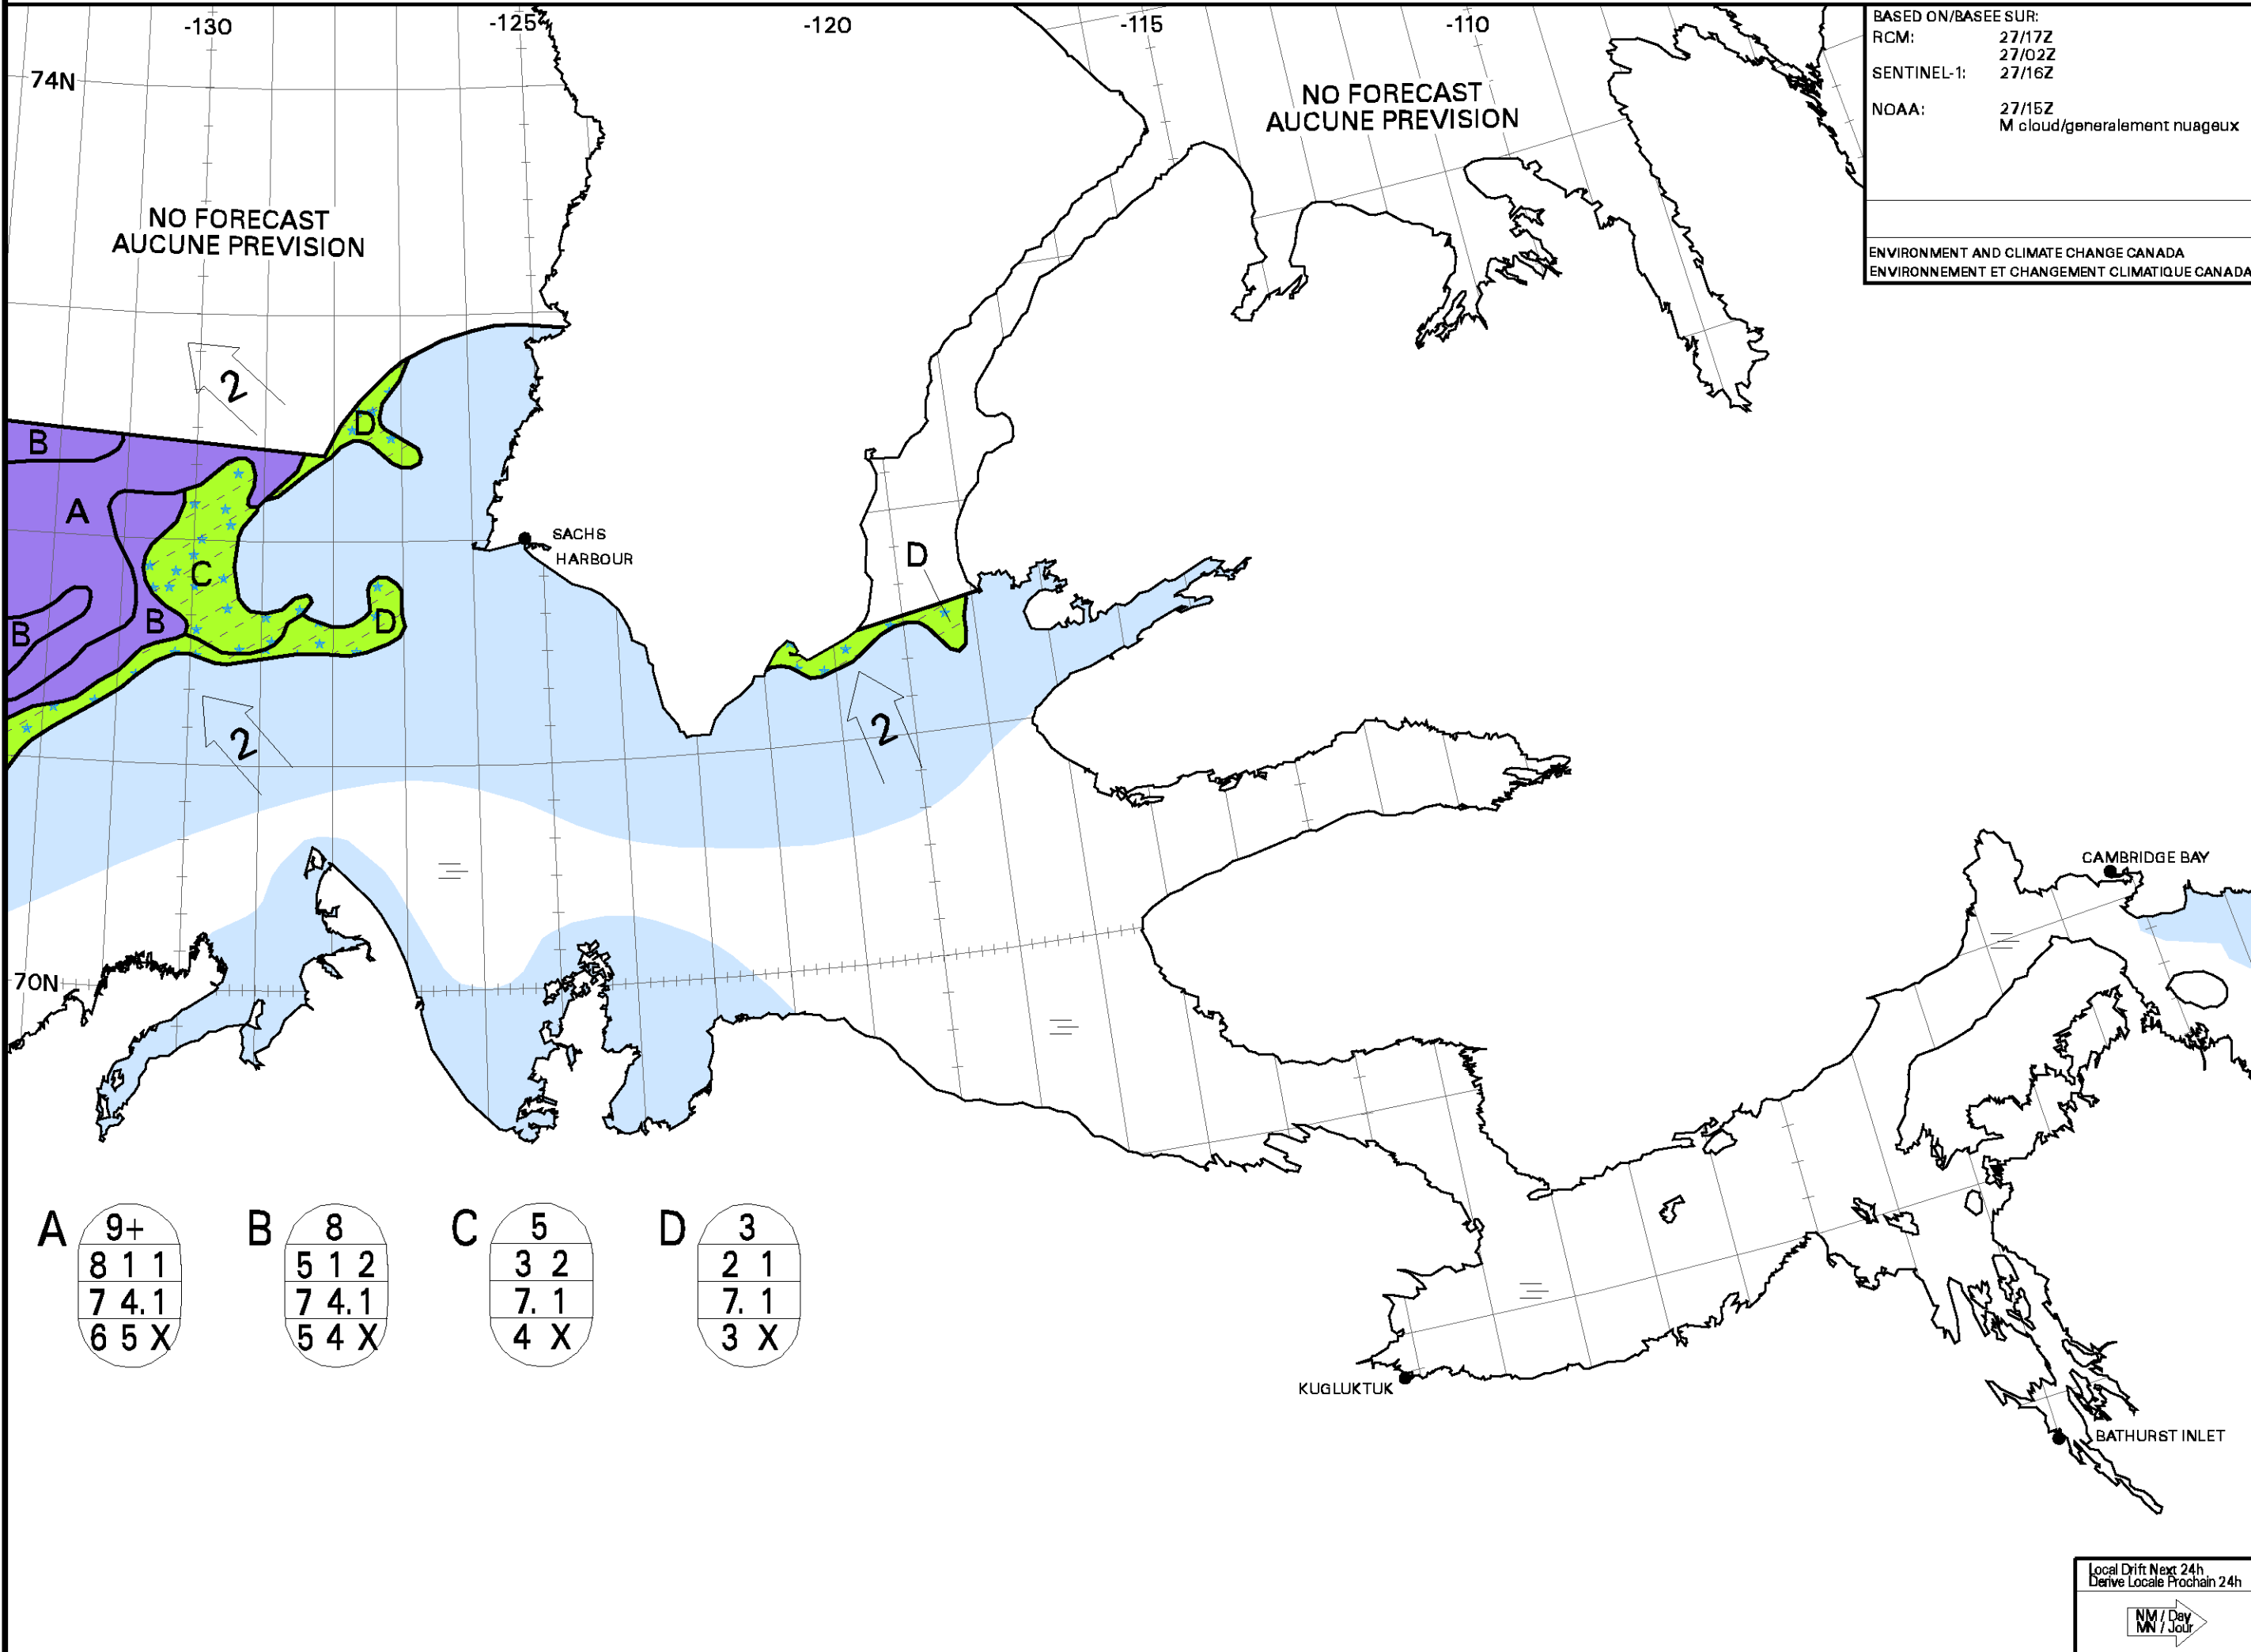 -130
-125
-120
-115
-110
74N
NO FORECAST
AUCUNE PREVISION
NO FORECAST
AUCUNE PREVISION
BASED ON/BASEE SUR:
RCM: 27/17Z
27/02Z
SENTINEL-1: 27/16Z
NOAA: 27/15Z
M cloud/generalement nuageux
ENVIRONMENT AND CLIMATE CHANGE CANADA
ENVIRONNEMENT ET CHANGEMENT CLIMATIQUE CANADA
2
D
B
A
SACHS
HARBOUR
D
C
B
B
D
2
2
CAMBRIDGE BAY
70N
A
9+
8 1 1
7 4. 1
6 5 X
B
8
5 1 2
7 4. 1
5 4 X
C
5
3 2
7. 1
4 X
D
3
2 1
7. 1
3 X
KUGLUKTUK
BATHURST INLET
Local Drift Next 24h
Derive Locale Prochain 24h
NM / Day
MN / Jour